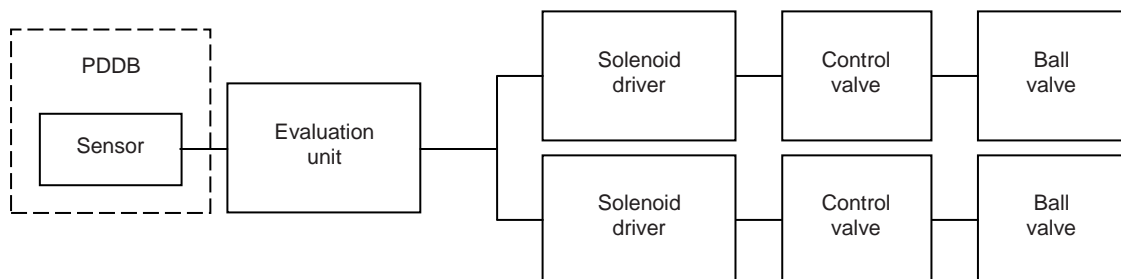 PDDB
Sensor
Evaluation
unit
Solenoid
driver
Control
valve
Ball
valve
Solenoid
driver
Control
valve
Ball
valve